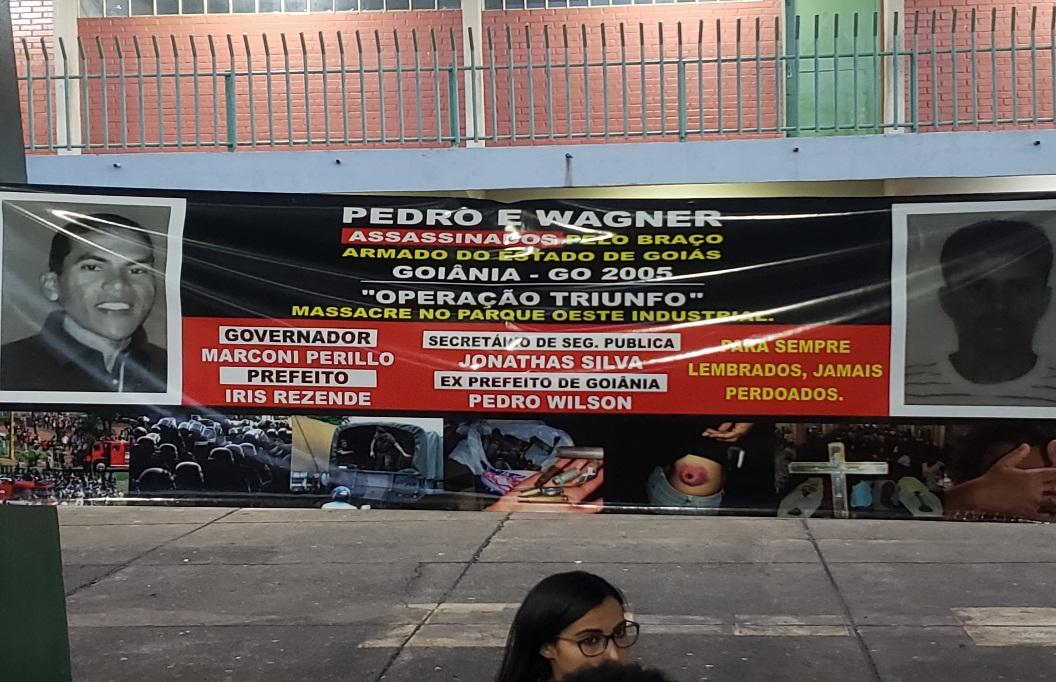 PEDRO E WAGNER
ASSASSINADOS PELO BRAÇO
ARMADO DO ESTADO DE GOIÁS
GOIÂNIA - GO 2005
"OPERAÇÃO TRIUNFO"
MASSACRE NO PARQUE OESTE INDUSTRIAL.
GOVERNADOR
MARCONI PERILLO
PREFEITO
IRIS REZENDE
SECRETÁRIO DE SEG. PUBLICA
JONATHAS SILVA
EX PREFEITO DE GOIÂNIA
PEDRO WILSON
PARA SEMPRE
LEMBRADOS, JAMAIS
PERDOADOS.